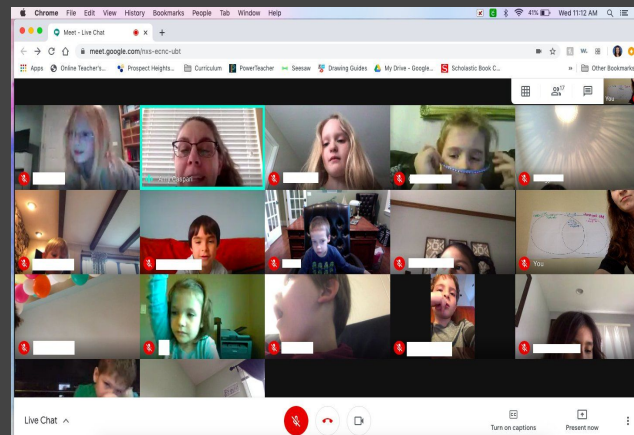 Chrome File Edit View History Bookmarks People Tab Window Help
41% Wed 11:12 AM
Meet - Live Chat
meet.google.com/nxs-ecnc-ubt
Apps Online Teacher's... Prospect Heights... Curriculum PowerTeacher Seesaw Drawing Guides My Drive - Google... Scholastic Book C... » Other Bookmarks
17
You
You
Live Chat
CC
Turn on captions
Present now